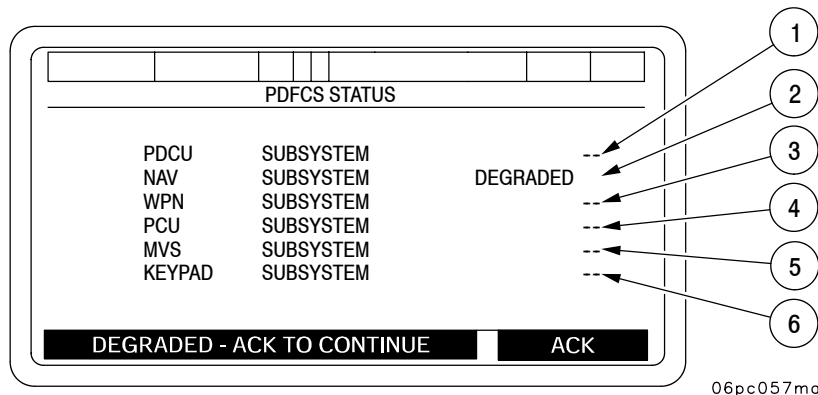 PDFCS STATUS
PDCU SUBSYSTEM --
NAV SUBSYSTEM DEGRADED
WPN SUBSYSTEM --
PCU SUBSYSTEM --
MVS SUBSYSTEM --
KEYPAD SUBSYSTEM --
DEGRADED - ACK TO CONTINUE ACK
1
2
3
4
5
6